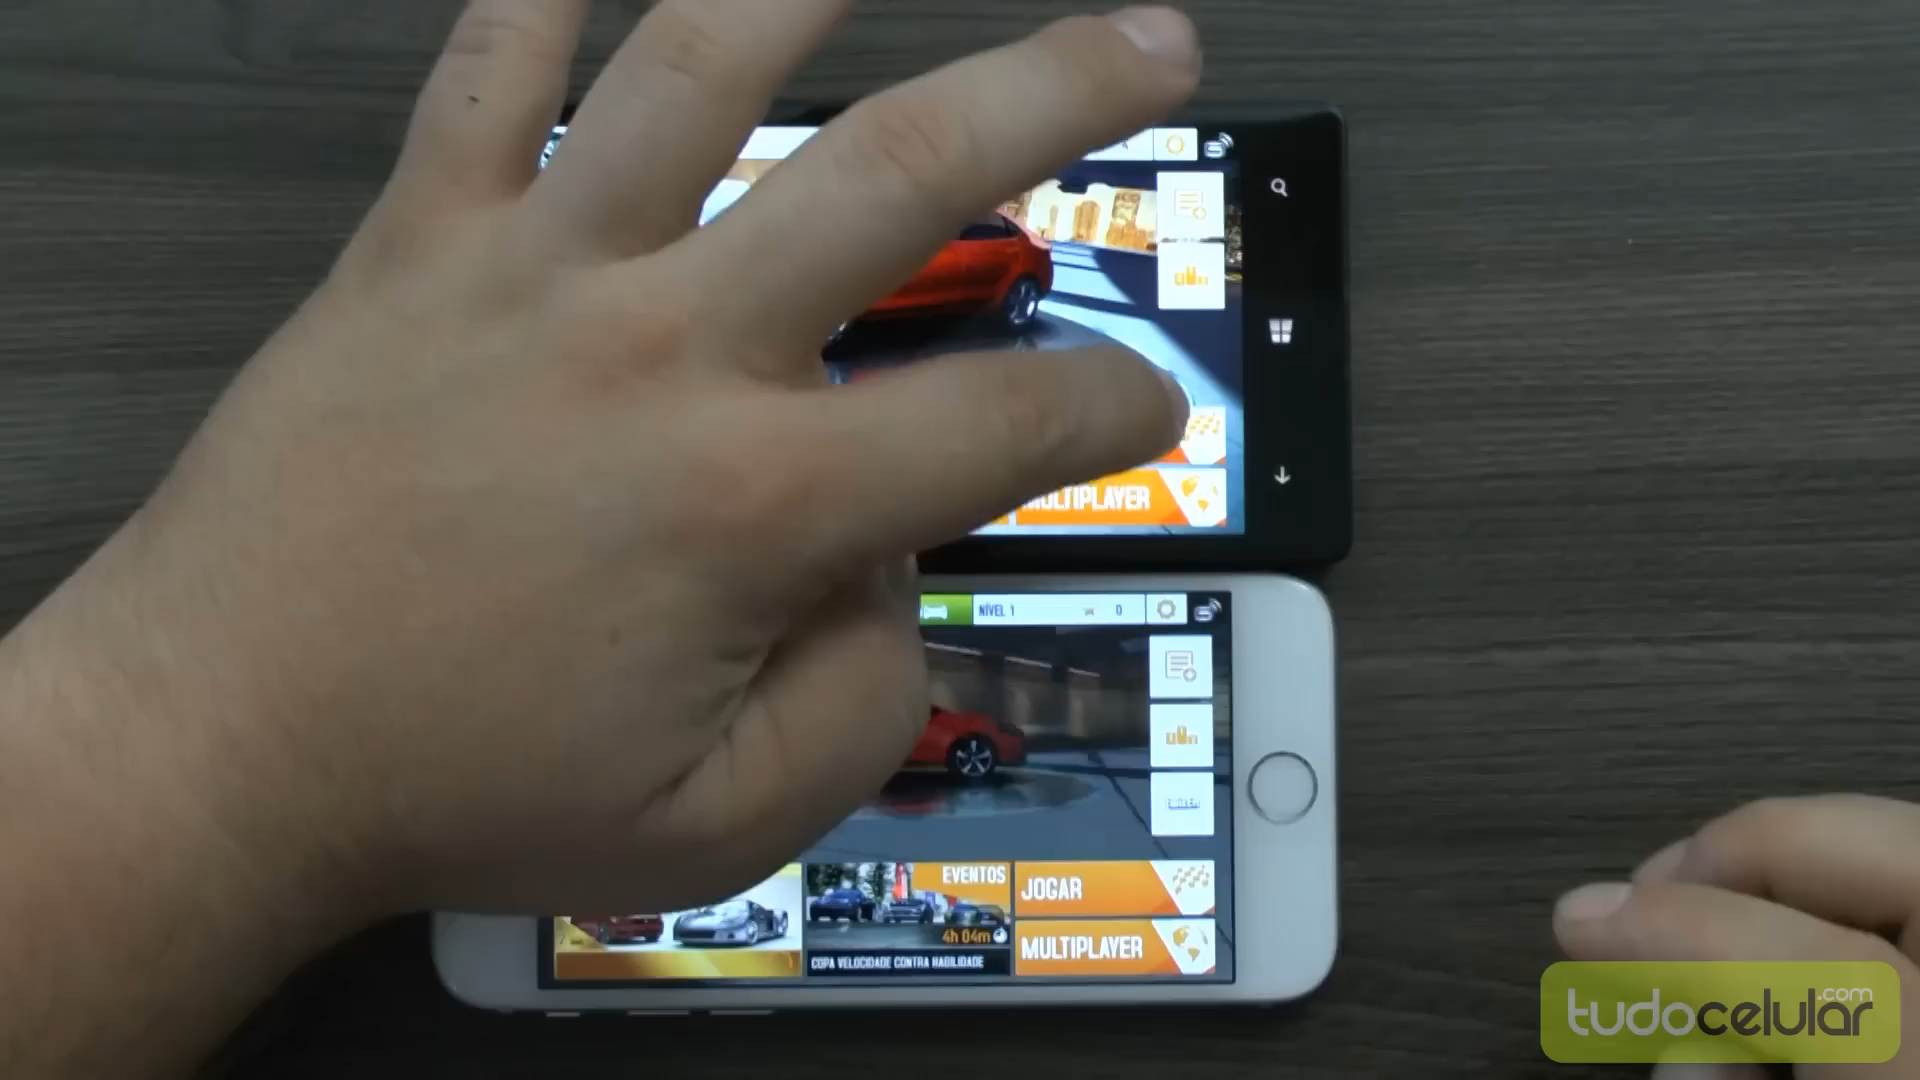 MULTIPLAYER
NÍVEL 1 0
EVENTOS
4h 04m
COPA VELOCIDADE CONTRA HABILIDADE
JOGAR
MULTIPLAYER
tudocelular.com